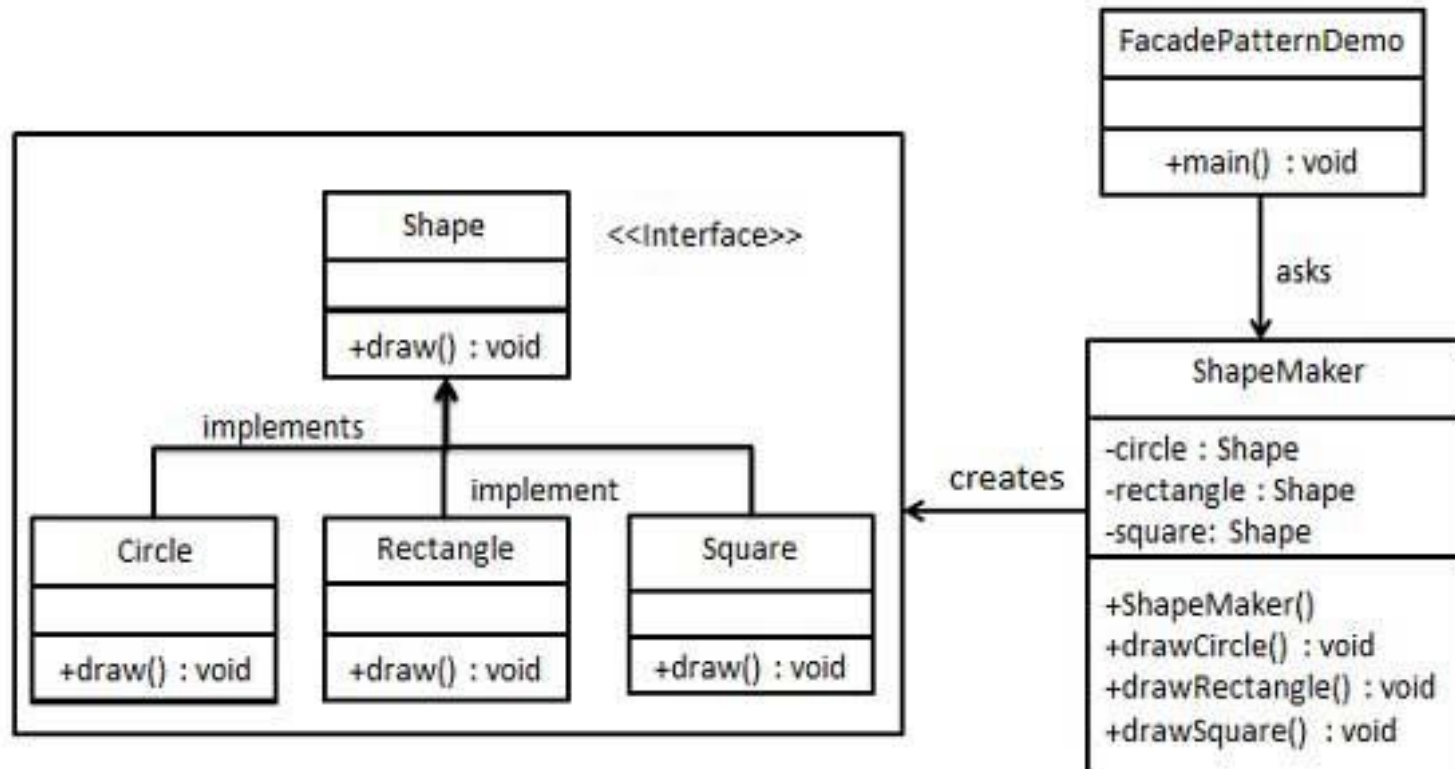 FacadePatternDemo
+main() : void
asks
Shape
<<Interface>>
+draw() : void
implements
implement
Circle
+draw() : void
Rectangle
+draw() : void
Square
+draw() : void
creates
ShapeMaker
-circle : Shape
-rectangle : Shape
-square: Shape
+ShapeMaker()
+drawCircle() : void
+drawRectangle() : void
+drawSquare() : void